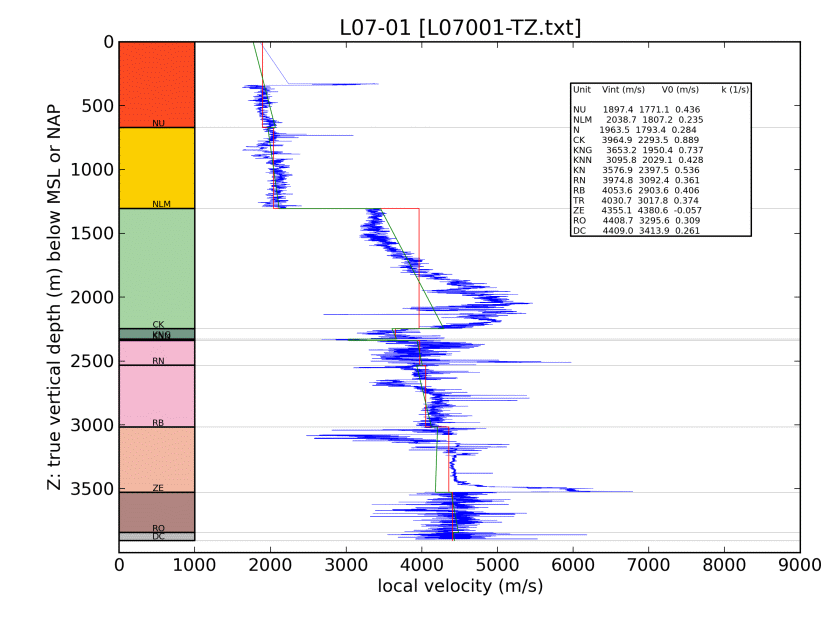 L07-01 [L07001-TZ.txt]
0
500
1000
1500
2000
2500
3000
3500
Z: true vertical depth (m) below MSL or NAP
NU
NLM
CK
KNG
RN
RB
ZE
RO
DC
Unit Vint (m/s) V0 (m/s) k (1/s)
NU 1897.4 1771.1 0.436
NLM 2038.7 1807.2 0.235
N 1963.5 1793.4 0.284
CK 3964.9 2293.5 0.889
KNG 3653.2 1950.4 0.737
KNN 3095.8 2029.1 0.428
KN 3576.9 2397.5 0.536
RN 3974.8 3092.4 0.361
RB 4053.6 2903.6 0.406
TR 4030.7 3017.8 0.374
ZE 4355.1 4380.6 -0.057
RO 4408.7 3295.6 0.309
DC 4409.0 3413.9 0.261
0 1000 2000 3000 4000 5000 6000 7000 8000 9000
local velocity (m/s)